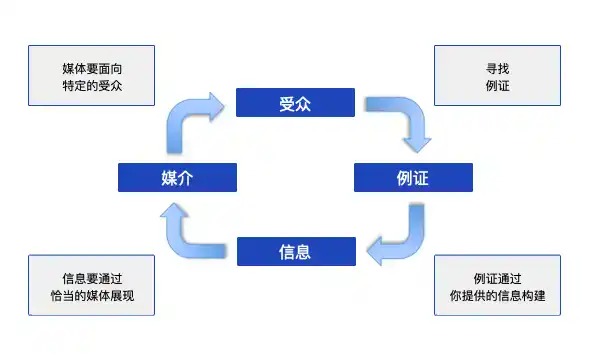 媒体要面向
特定的受众
寻找
例证
受众
媒介
例证
信息
信息要通过
恰当的媒体展现
例证通过
你提供的信息构建